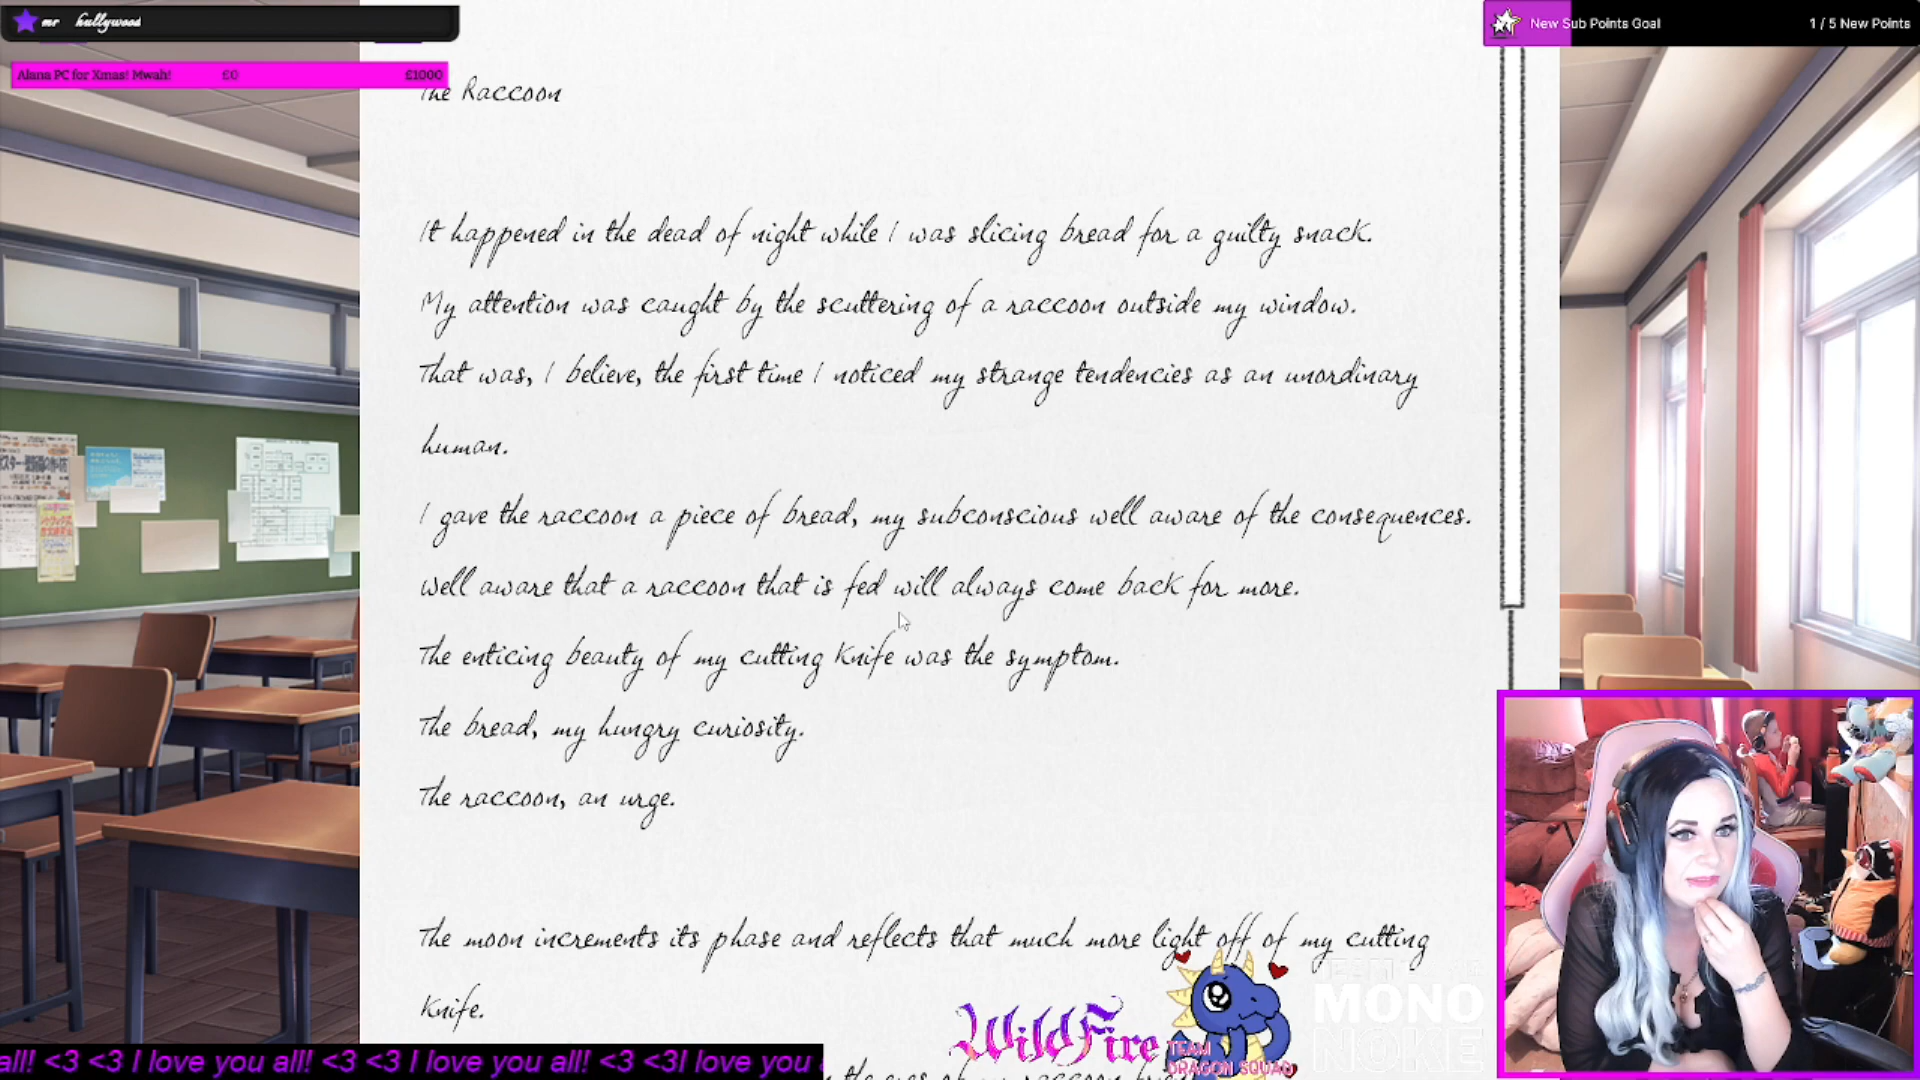 mr hullywood
New Sub Points Goal
1 / 5 New Points
Alana PC for Xmas! Mwah!
£0
£1000
The Raccoon
It happened in the dead of night while I was slicing bread for a guilty snack.
My attention was caught by the scuttering of a raccoon outside my window.
That was, I believe, the first time I noticed my strange tendencies as an unordinary
human.
I gave the raccoon a piece of bread, my subconscious well aware of the consequences.
Well aware that a raccoon that is fed will always come back for more.
The enticing beauty of my cutting knife was the symptom.
The bread, my hungry curiosity.
The raccoon, an urge.
The moon increments its phase and reflects that much more light off of my cutting
knife.
WildFire
TEAM
DRAGON SQUAD
MONO
NOKE
all! <3 <3 I love you all! <3 <3 I love you all! <3 <3I love you
the eyes of my raccoon